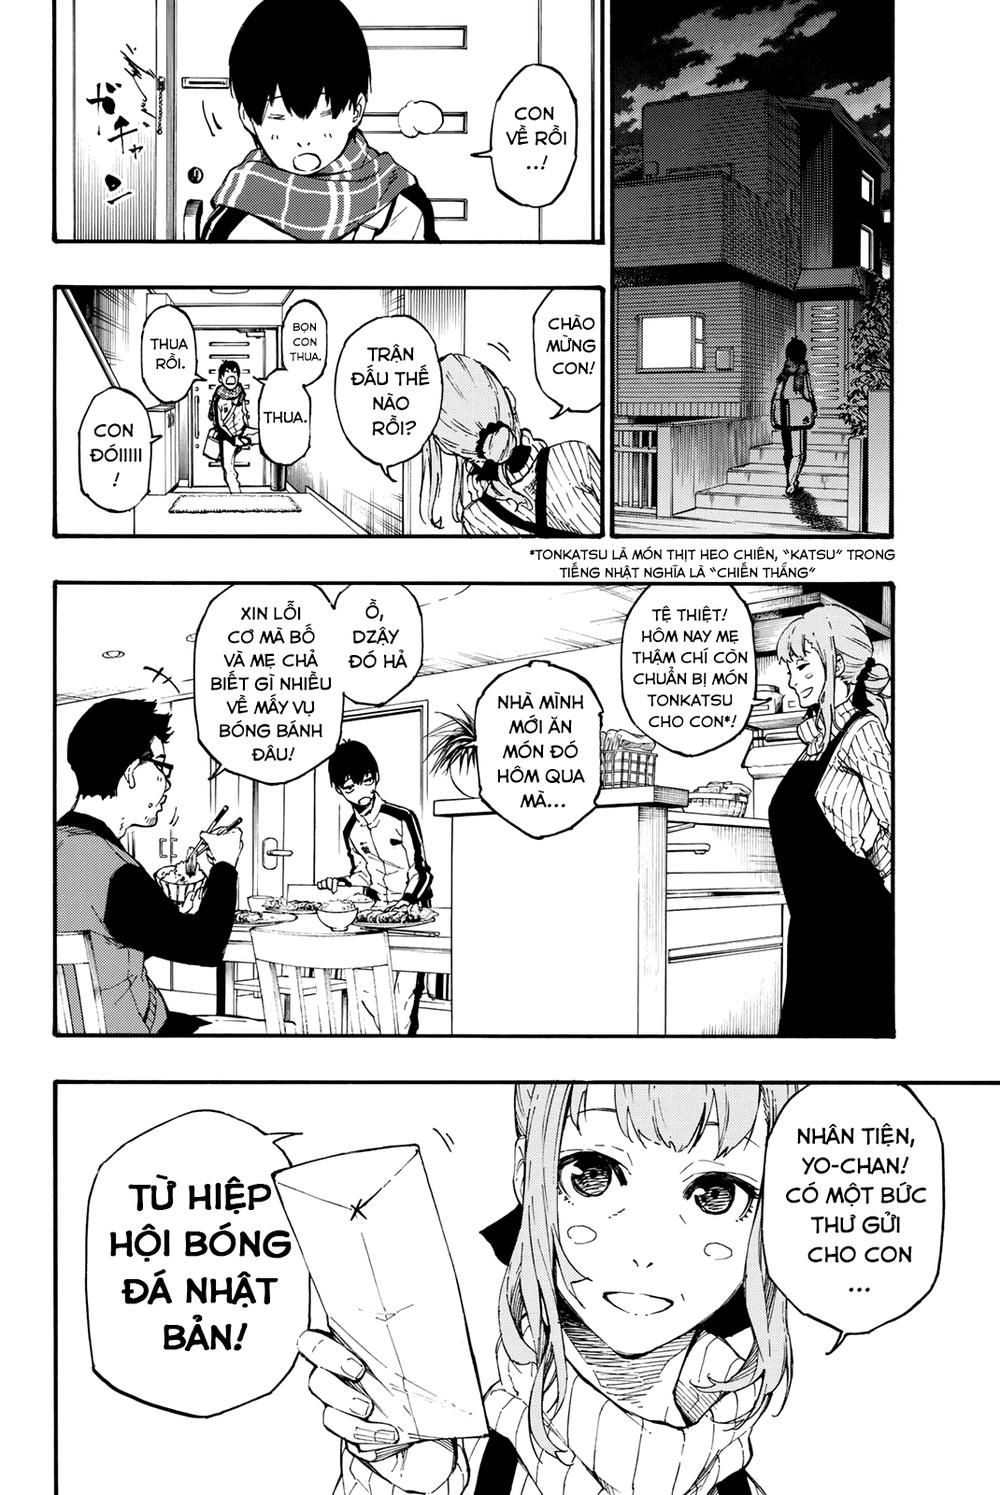 CON
VỀ RỒI
...!
ガチャッ
CHÀO
MỪNG
CON!
TRẬN
ĐẤU THẾ
NÀO
RỒI?
BỌN
CON
THUA.
THUA.
THUA
RỒI.
CON
ĐÓIIIII
!
*TONKATSU LÀ MÓN THỊT HEO CHIÊN, "KATSU" TRONG
TIẾNG NHẬT NGHĨA LÀ "CHIẾN THẮNG"
TỆ THIỆT!
HÔM NAY MẸ
THẬM CHÍ CÒN
CHUẨN BỊ MÓN
TONKATSU
CHO CON*!
NHÀ MÌNH
MỚI ĂN
MÓN ĐÓ
HÔM QUA
MÀ...
Ồ,
DZẬY
ĐÓ HẢ
XIN LỖI
CƠ MÀ BỐ
VÀ MẸ CHẢ
BIẾT GÌ NHIỀU
VỀ MẤY VỤ
BÓNG BÁNH
ĐÂU!
NHÂN TIỆN,
YO-CHAN!
CÓ MỘT BỨC
THƯ GỬI
CHO CON
...
TỪ HIỆP
HỘI BÓNG
ĐÁ NHẬT
BẢN!